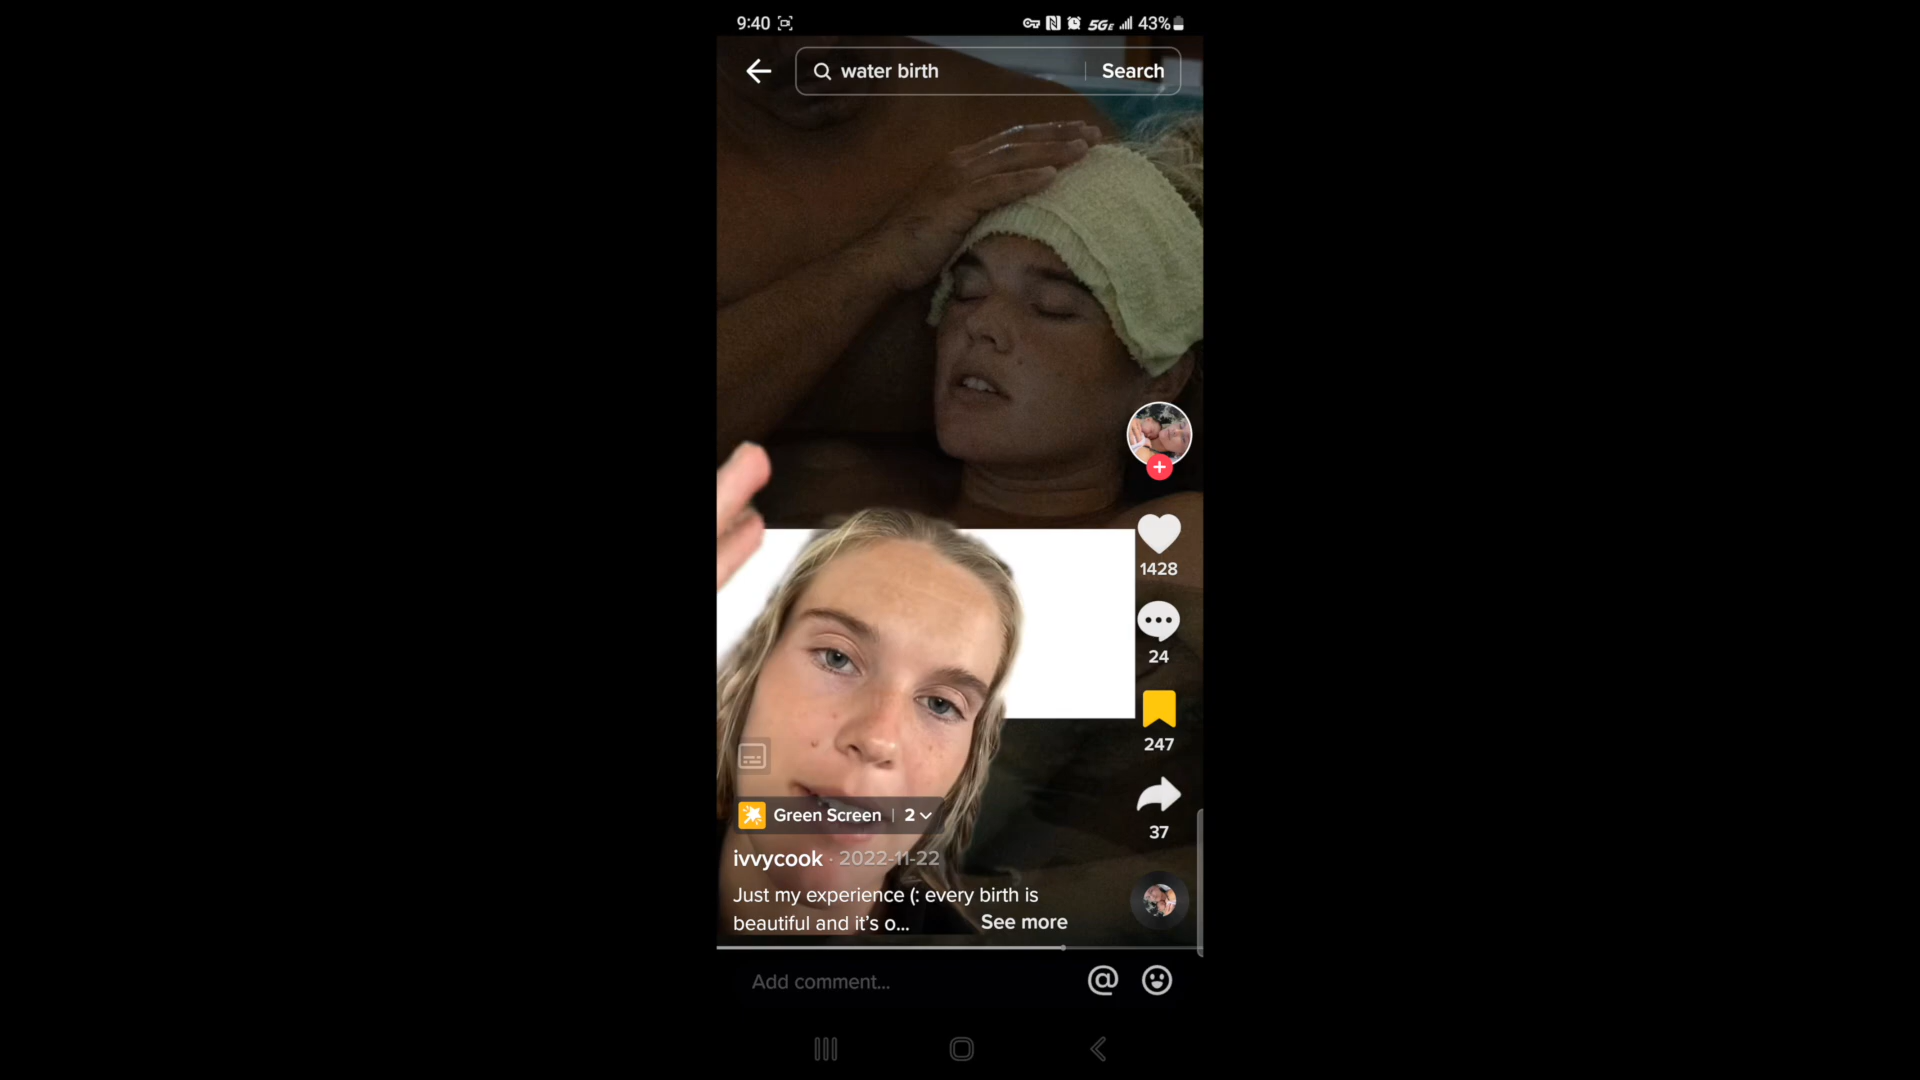 9:40 5GE 43%
water birth Search
1428
24
247
Green Screen | 2
37
ivvycook · 2022-11-22
Just my experience (: every birth is
beautiful and it's o... See more
Add comment... @